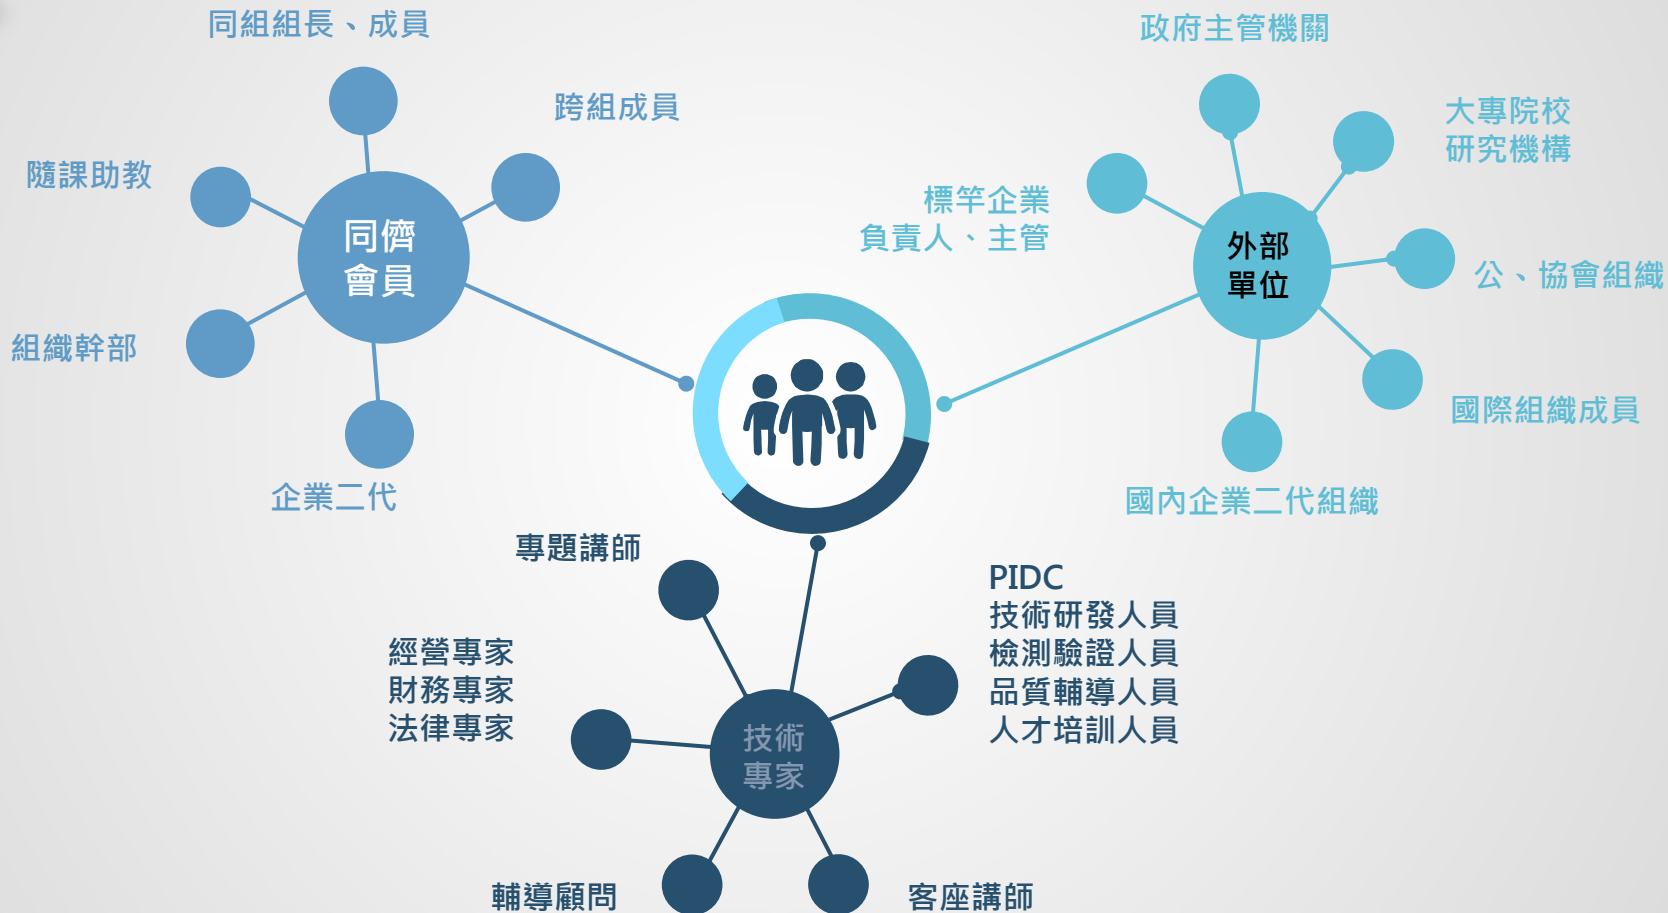 同組組長、成員
跨組成員
隨課助教
同儕
會員
組織幹部
企業二代
政府主管機關
大專院校
研究機構
標竿企業
負責人、主管
外部
單位
公、協會組織
國際組織成員
國內企業二代組織
專題講師
PIDC
技術研發人員
檢測驗證人員
品質輔導人員
人才培訓人員
經營專家
財務專家
法律專家
技術
專家
輔導顧問
客座講師